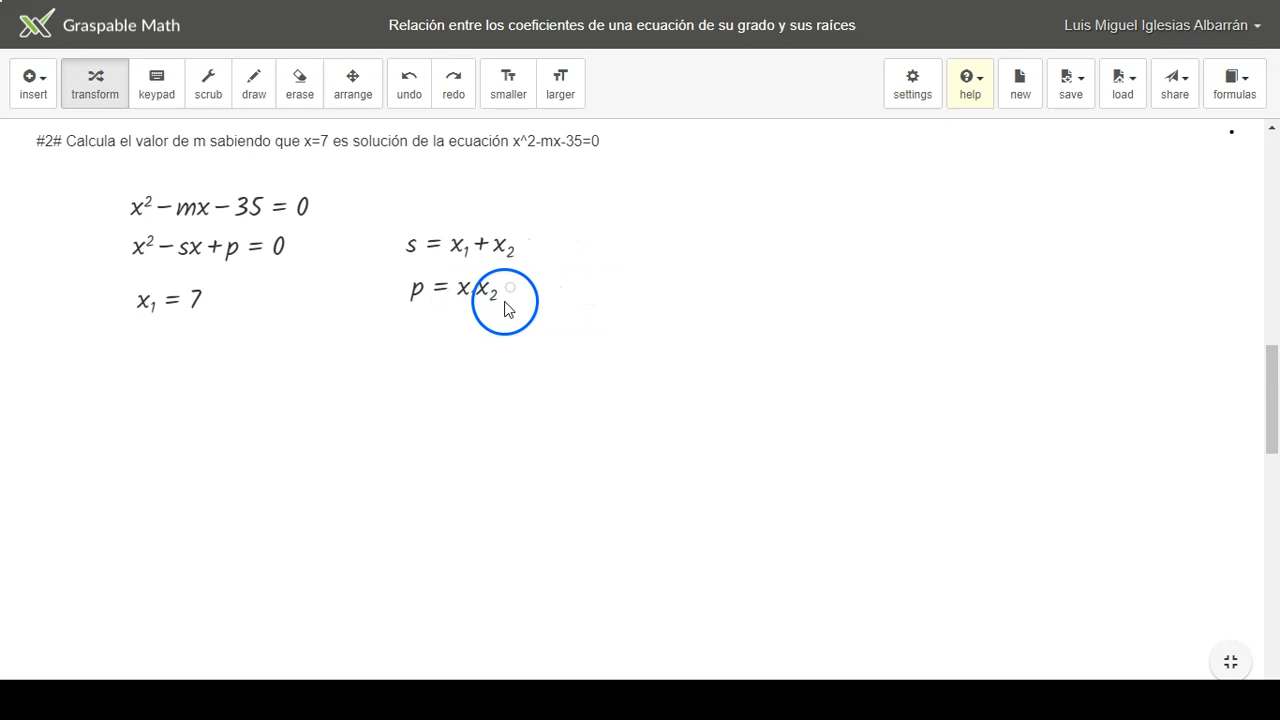 Graspable Math
Relación entre los coeficientes de una ecuación de su grado y sus raíces
Luis Miguel Iglesias Albarrán
insert transform keypad scrub draw erase arrange undo redo smaller larger settings help new save load share formulas
#2# Calcula el valor de m sabiendo que x=7 es solución de la ecuación x^2-mx-35=0
x² − mx − 35 = 0
x² − sx + p = 0
s = x₁ + x₂
p = x₁x₂
x₁ = 7